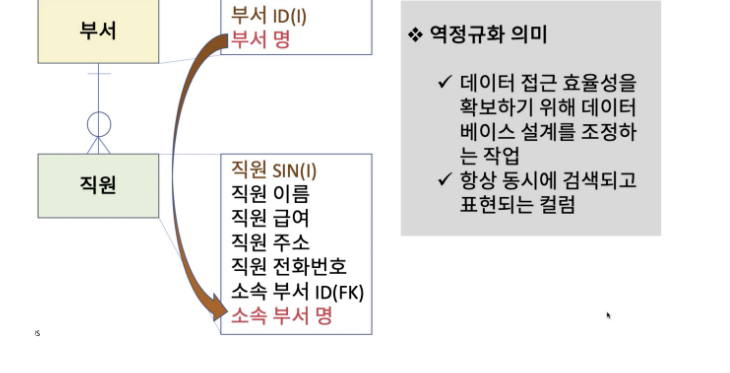 부서
부서 ID(I)
부서 명
직원
직원 SIN(I)
직원 이름
직원 급여
직원 주소
직원 전화번호
소속 부서 ID(FK)
소속 부서 명
❖ 역정규화 의미
✓ 데이터 접근 효율성을
확보하기 위해 데이터
베이스 설계를 조정하
는 작업
✓ 항상 동시에 검색되고
표현되는 컬럼